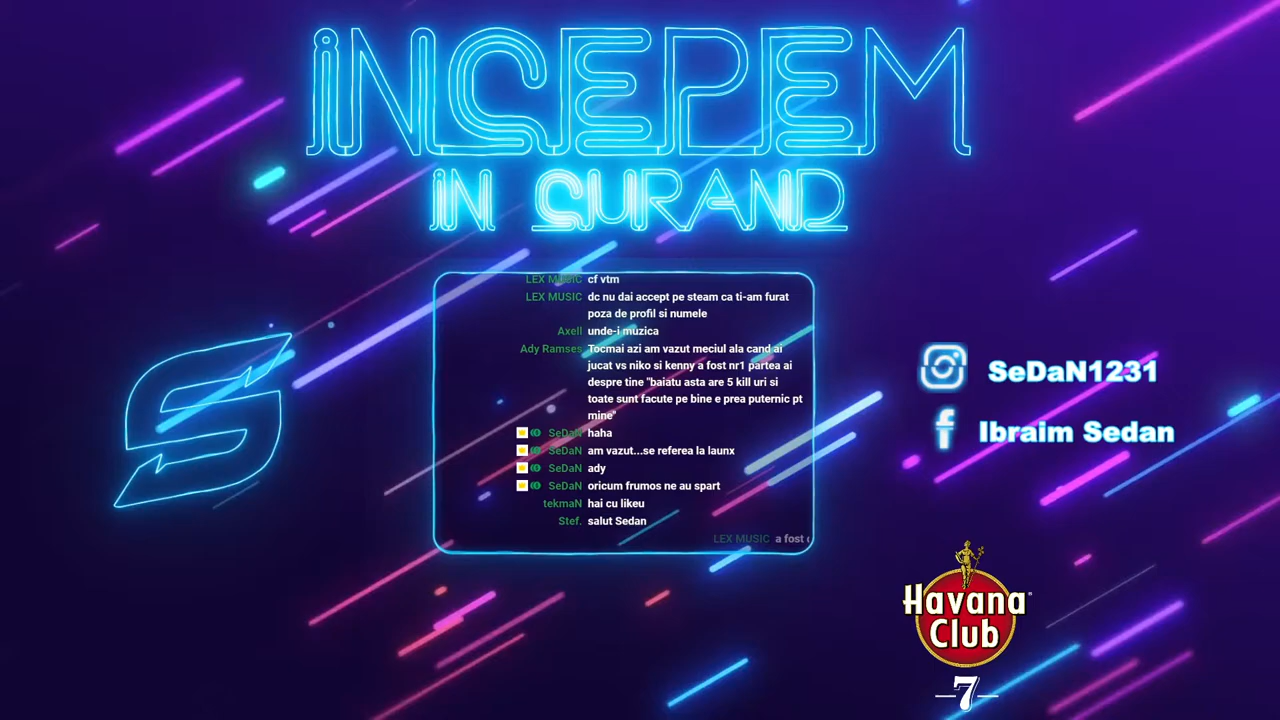 INCEPEM
IN CURAND
LEX MUSIC cf vtm
LEX MUSIC dc nu dai accept pe steam ca ti-am furat
poza de profil si numele
Axell unde-i muzica
Ady Ramses Tocmai azi am vazut meciul ala cand ai
jucat vs niko si kenny a fost nr1 partea ai
despre tine "baiatu asta are 5 kill uri si
toate sunt facute pe bine e prea puternic pt
mine"
SeDaN haha
SeDaN am vazut...se referea la launx
SeDaN ady
SeDaN oricum frumos ne au spart
tekmaN hai cu likeu
Stef. salut Sedan
LEX MUSIC a fost
SeDaN1231
Ibraim Sedan
Havana
Club
7